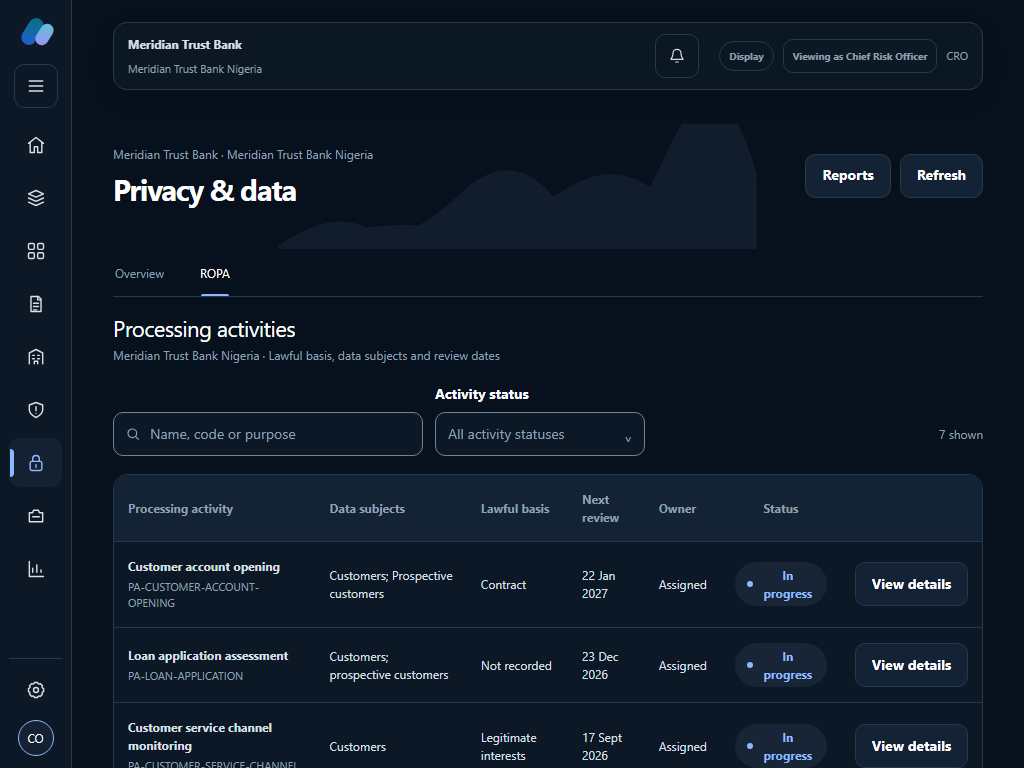 Meridian Trust Bank
Meridian Trust Bank Nigeria
Display
Viewing as Chief Risk Officer
CRO
Meridian Trust Bank · Meridian Trust Bank Nigeria
Privacy & data
Reports
Refresh
Overview
ROPA
Processing activities
Meridian Trust Bank Nigeria · Lawful basis, data subjects and review dates
Activity status
Name, code or purpose
All activity statuses
7 shown
Processing activity
Data subjects
Lawful basis
Next
review
Owner
Status
Customer account opening
PA-CUSTOMER-ACCOUNT-
OPENING
Customers; Prospective
customers
Contract
22 Jan
2027
Assigned
In
progress
View details
Loan application assessment
PA-LOAN-APPLICATION
Customers;
prospective customers
Not recorded
23 Dec
2026
Assigned
In
progress
View details
Customer service channel
monitoring
PA-CUSTOMER-SERVICE-CHANNEL
Customers
Legitimate
interests
17 Sept
2026
Assigned
In
progress
View details
CO